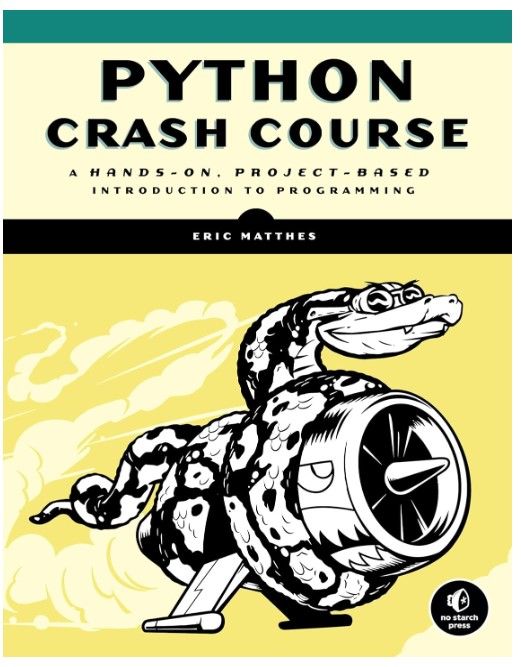 PYTHON
CRASH COURSE
A HANDS-ON, PROJECT-BASED
INTRODUCTION TO PROGRAMMING
ERIC MATTHES
no starch
press